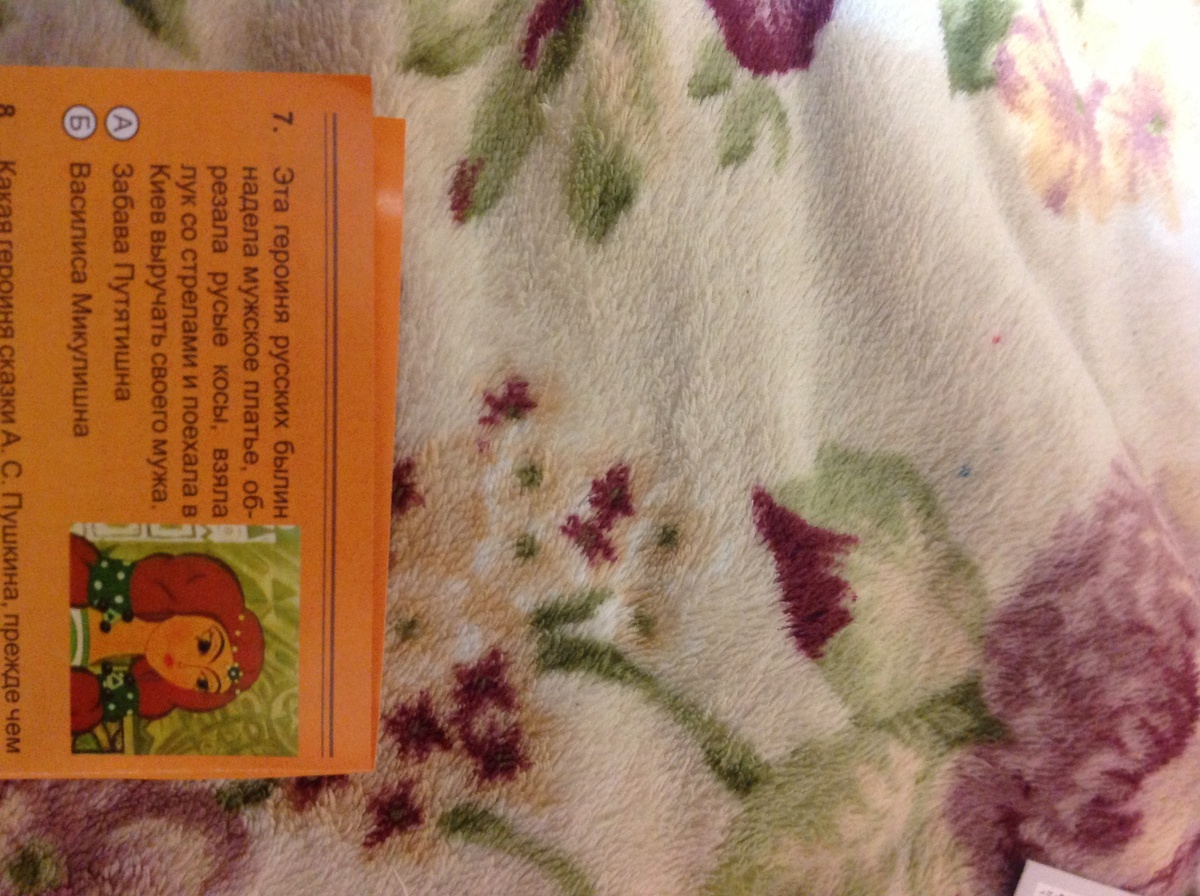 7. Эта героиня русских былин
надела мужское платье, об-
резала русые косы, взяла
лук со стрелами и поехала в
Киев выручать своего мужа.
А Забава Путятишна
Б Василиса Микулишна
8 Какая героиня сказки А. С. Пушкина, прежде чем